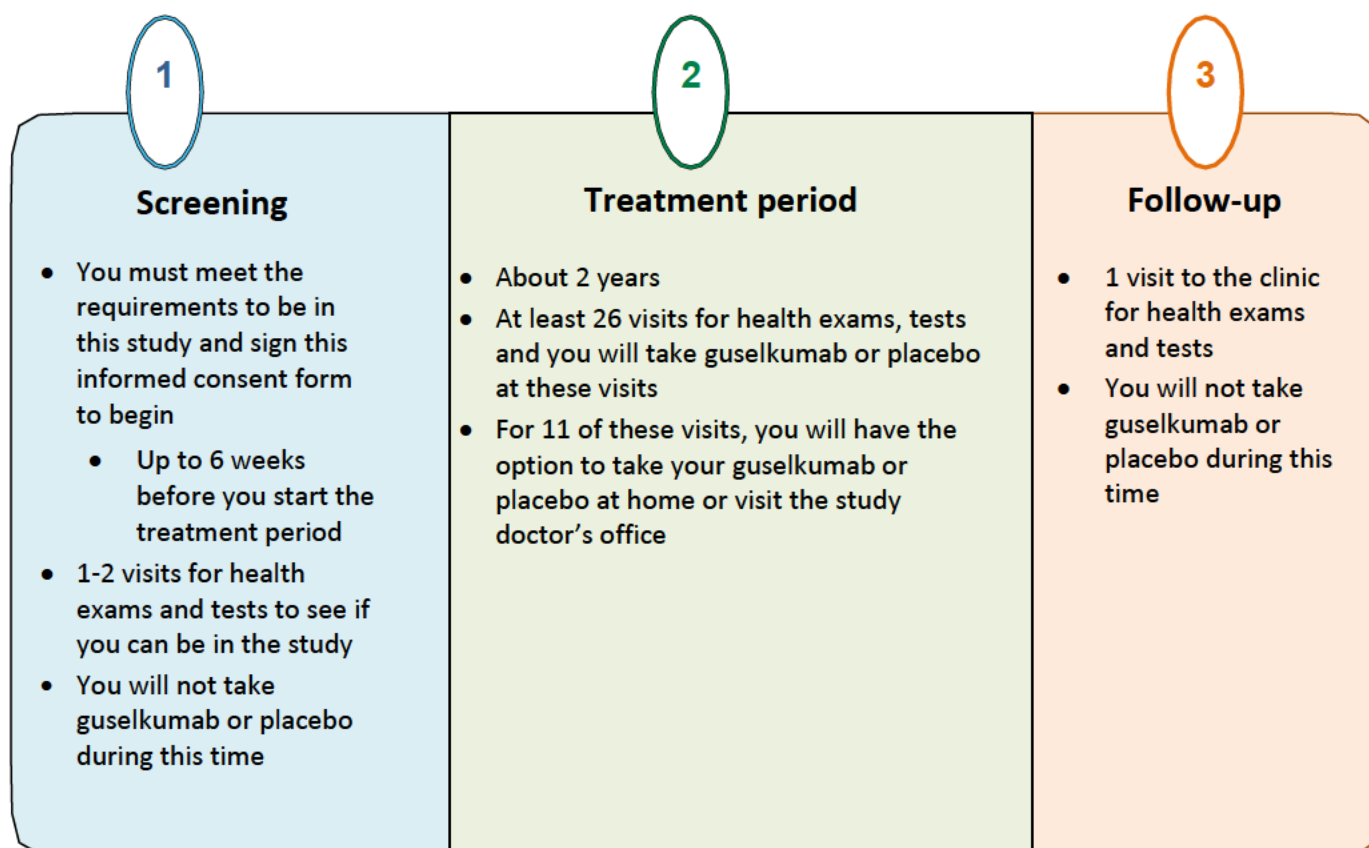 1
Screening
• You must meet the
requirements to be in
this study and sign this
informed consent form
to begin
• Up to 6 weeks
before you start the
treatment period
• 1-2 visits for health
exams and tests to see if
you can be in the study
• You will not take
guselkumab or placebo
during this time
2
Treatment period
• About 2 years
• At least 26 visits for health exams, tests
and you will take guselkumab or placebo
at these visits
• For 11 of these visits, you will have the
option to take your guselkumab or
placebo at home or visit the study
doctor’s office
3
Follow-up
• 1 visit to the clinic
for health exams
and tests
• You will not take
guselkumab or
placebo during this
time